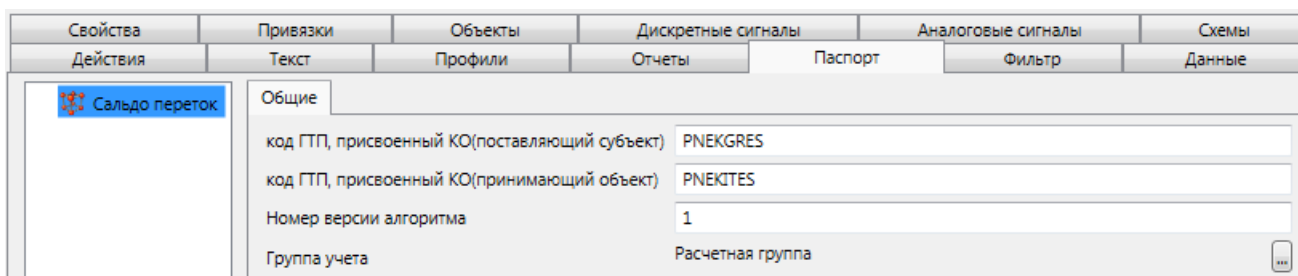 Свойства Привязки Объекты Дискретные сигналы Аналоговые сигналы Схемы
Действия Текст Профили Отчеты Паспорт Фильтр Данные
Сальдо переток
Общие
код ГТП, присвоенный КО(поставляющий субъект) PNEKGRES
код ГТП, присвоенный КО(принимающий объект) PNEKITES
Номер версии алгоритма 1
Группа учета Расчетная группа ...